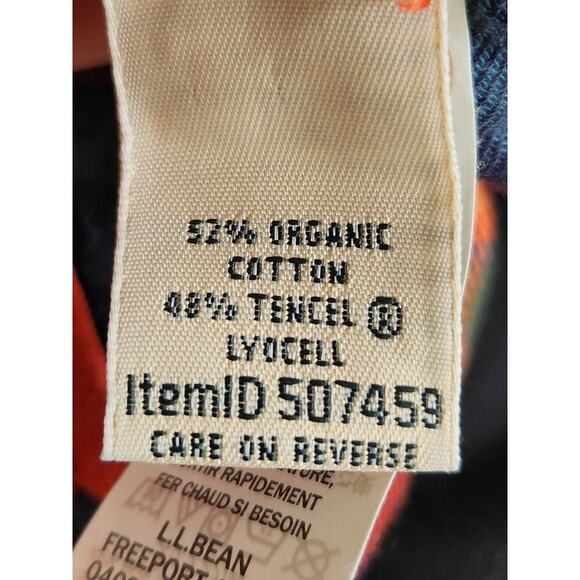 52% ORGANIC
COTTON
48% TENCEL ®
LYOCELL
ItemID 507459
CARE ON REVERSE
RAPIDEMENT
FER CHAUD SI BESOIN
L.L.BEAN
FREEPORT